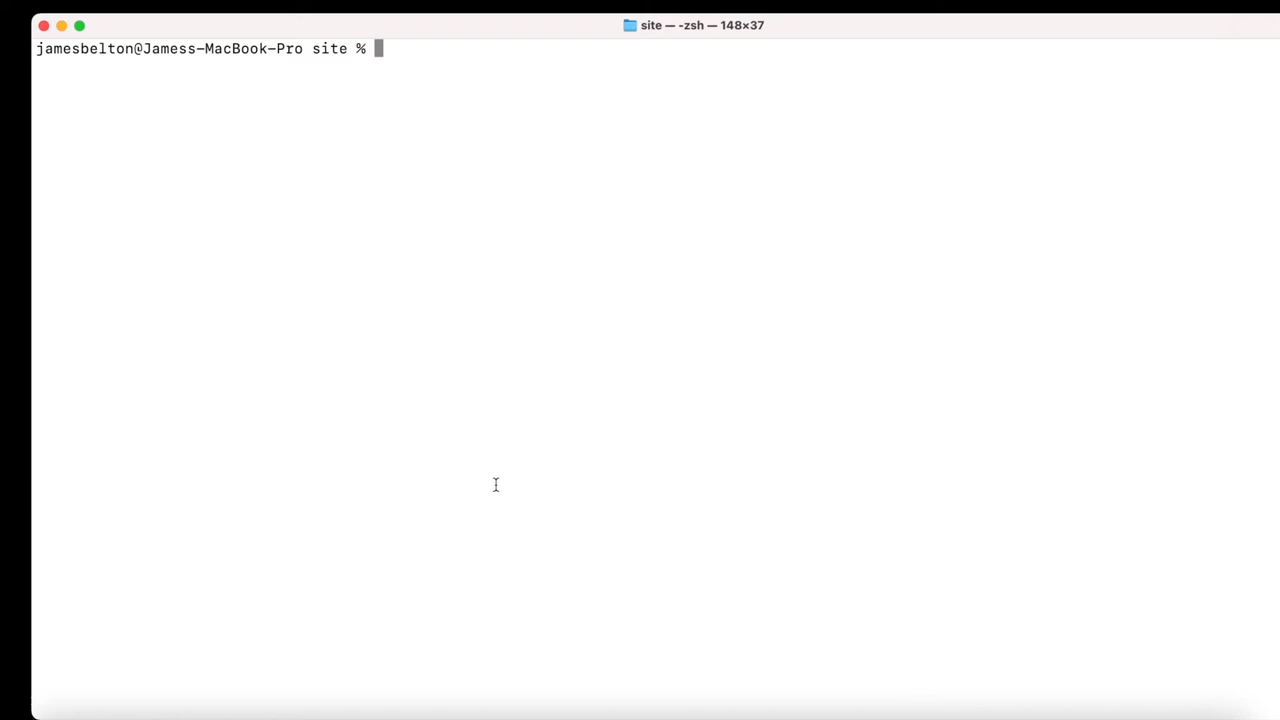 site — -zsh — 148×37
jamesbelton@Jamess-MacBook-Pro site %